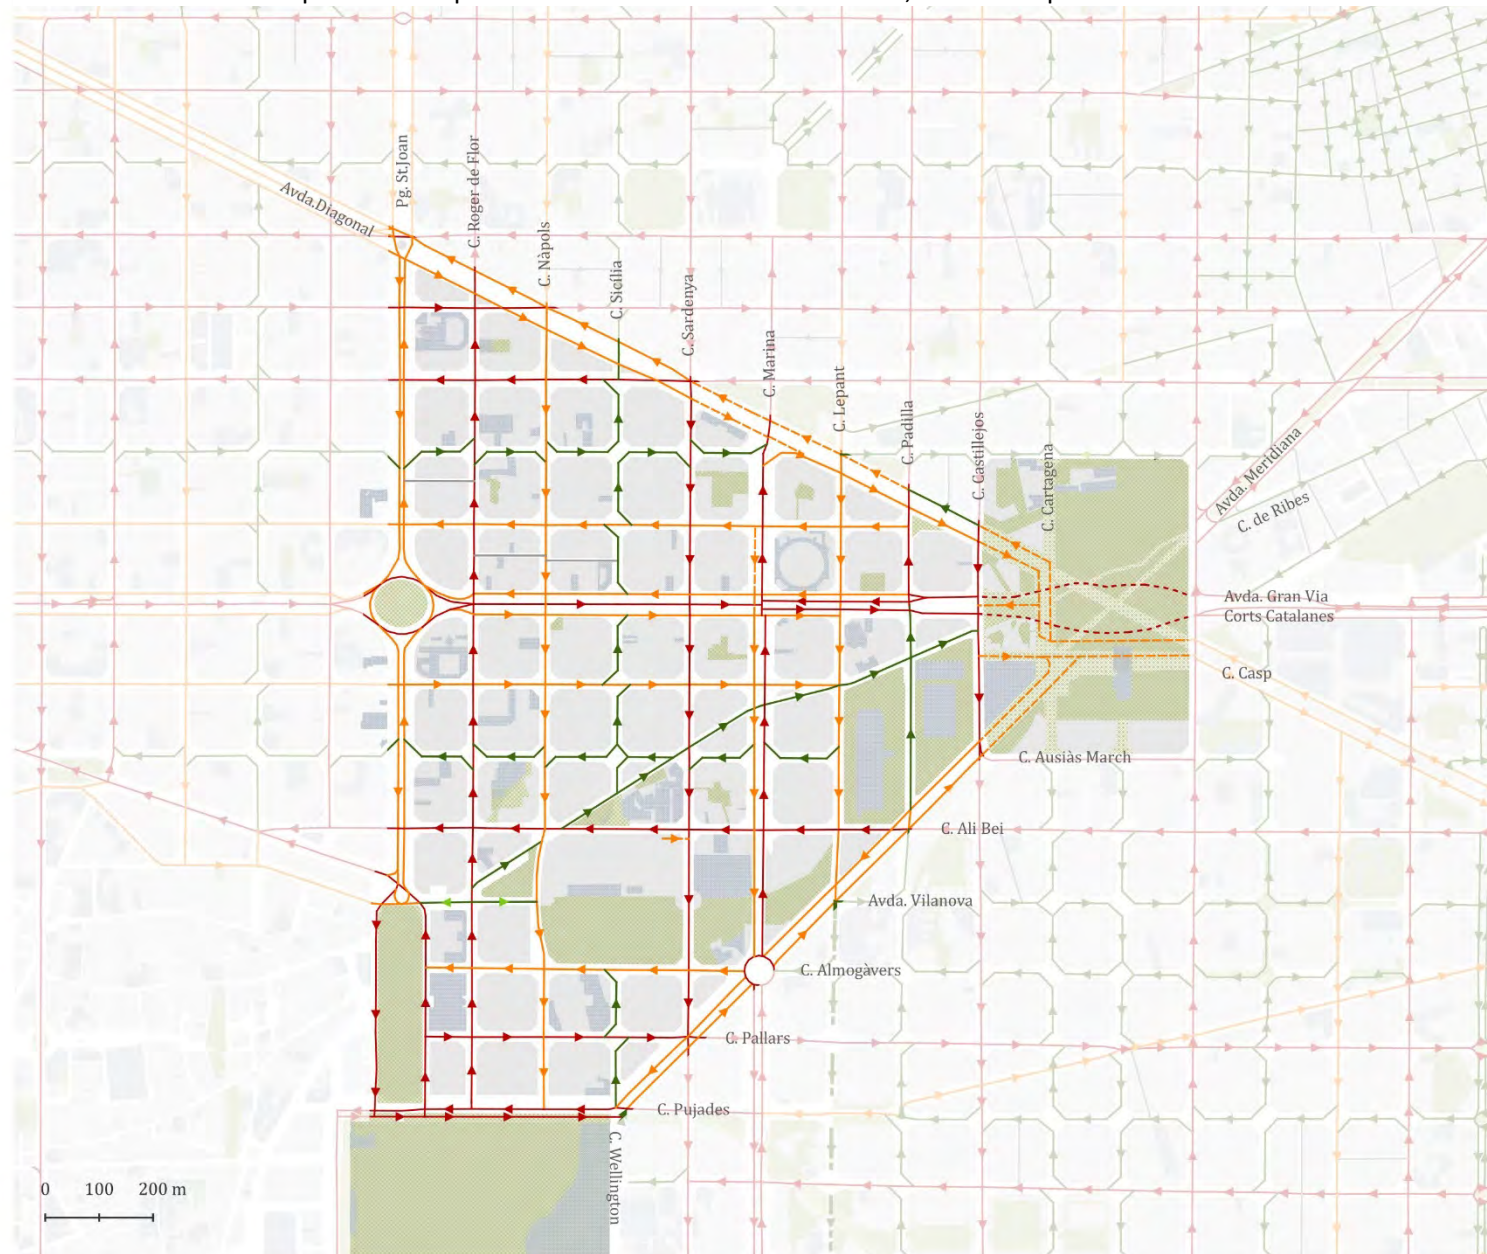 Pg. St.Joan
Avda.Diagonal
C. Roger de Flor
C. Nàpols
C. Sicília
C. Sardenya
C. Marina
C. Lepant
C. Padilla
C. Castillejos
C. Cartagena
Avda. Meridiana
C. de Ribes
Avda. Gran Via
Corts Catalanes
C. Casp
C. Ausiàs March
C. Ali Bei
Avda. Vilanova
C. Almogàvers
C. Pallars
C. Pujades
C. Wellington
0 100 200 m